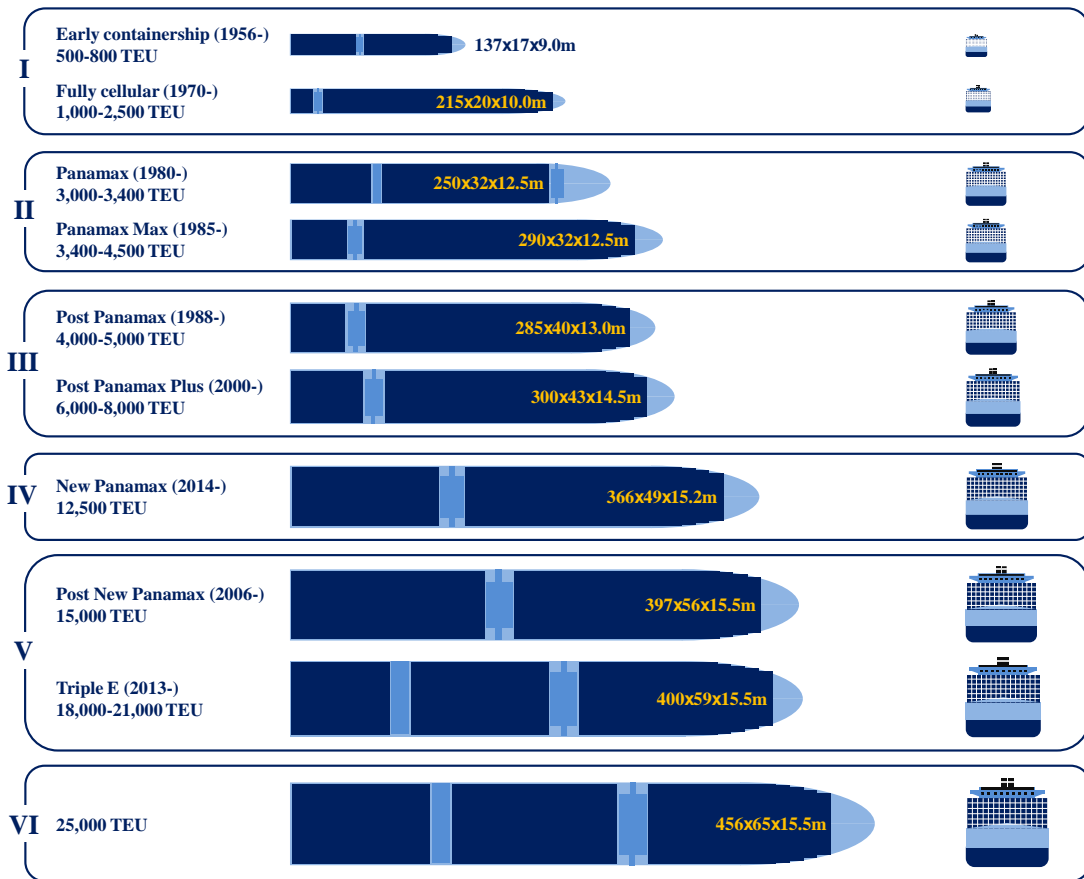 I
Early containership (1956-)
500-800 TEU
137x17x9.0m
Fully cellular (1970-)
1,000-2,500 TEU
215x20x10.0m
II
Panamax (1980-)
3,000-3,400 TEU
250x32x12.5m
Panamax Max (1985-)
3,400-4,500 TEU
290x32x12.5m
III
Post Panamax (1988-)
4,000-5,000 TEU
285x40x13.0m
Post Panamax Plus (2000-)
6,000-8,000 TEU
300x43x14.5m
IV
New Panamax (2014-)
12,500 TEU
366x49x15.2m
V
Post New Panamax (2006-)
15,000 TEU
397x56x15.5m
Triple E (2013-)
18,000-21,000 TEU
400x59x15.5m
VI
25,000 TEU
456x65x15.5m